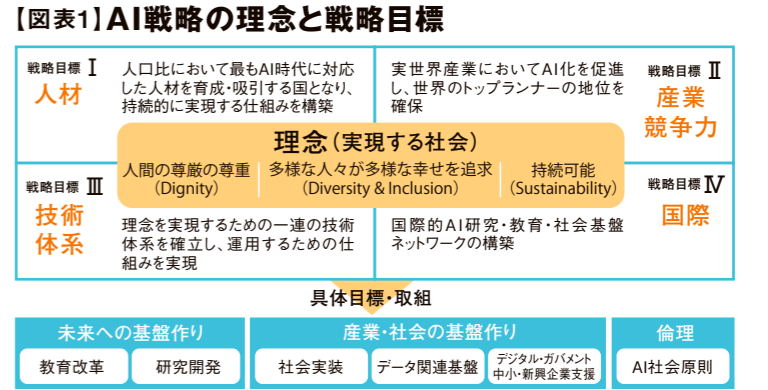 【図表1】AI戦略の理念と戦略目標
戦略目標 Ⅰ
人材
人口比において最もAI時代に対応
した人材を育成・吸引する国となり、
持続的に実現する仕組みを構築
実世界産業においてAI化を促進
し、世界のトップランナーの地位を
確保
戦略目標 Ⅱ
産業
競争力
理念（実現する社会）
人間の尊厳の尊重
（Dignity）
多様な人々が多様な幸せを追求
（Diversity & Inclusion）
持続可能
（Sustainability）
戦略目標 Ⅲ
技術
体系
理念を実現するための一連の技術
体系を確立し、運用するための仕
組みを実現
国際的AI研究・教育・社会基盤
ネットワークの構築
戦略目標 Ⅳ
国際
具体目標・取組
未来への基盤作り
教育改革
研究開発
産業・社会の基盤作り
社会実装
データ関連基盤
デジタル・ガバメント
中小・新興企業支援
倫理
AI社会原則